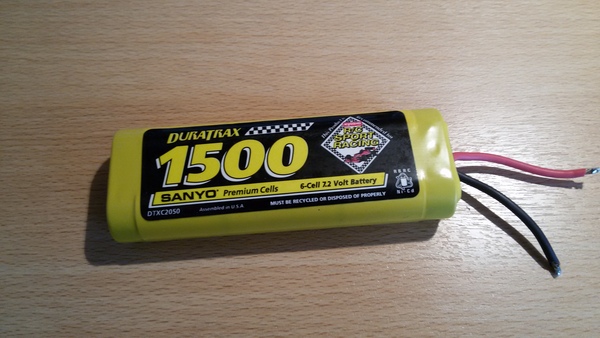 DURATRAX
1500
SANYO Premium Cells
6-Cell 7.2 Volt Battery
DTXC2050
Assembled in U.S.A
MUST BE RECYCLED OR DISPOSED OF PROPERLY
R/C
SPORT
RACING
RBRC
Ni-Cd